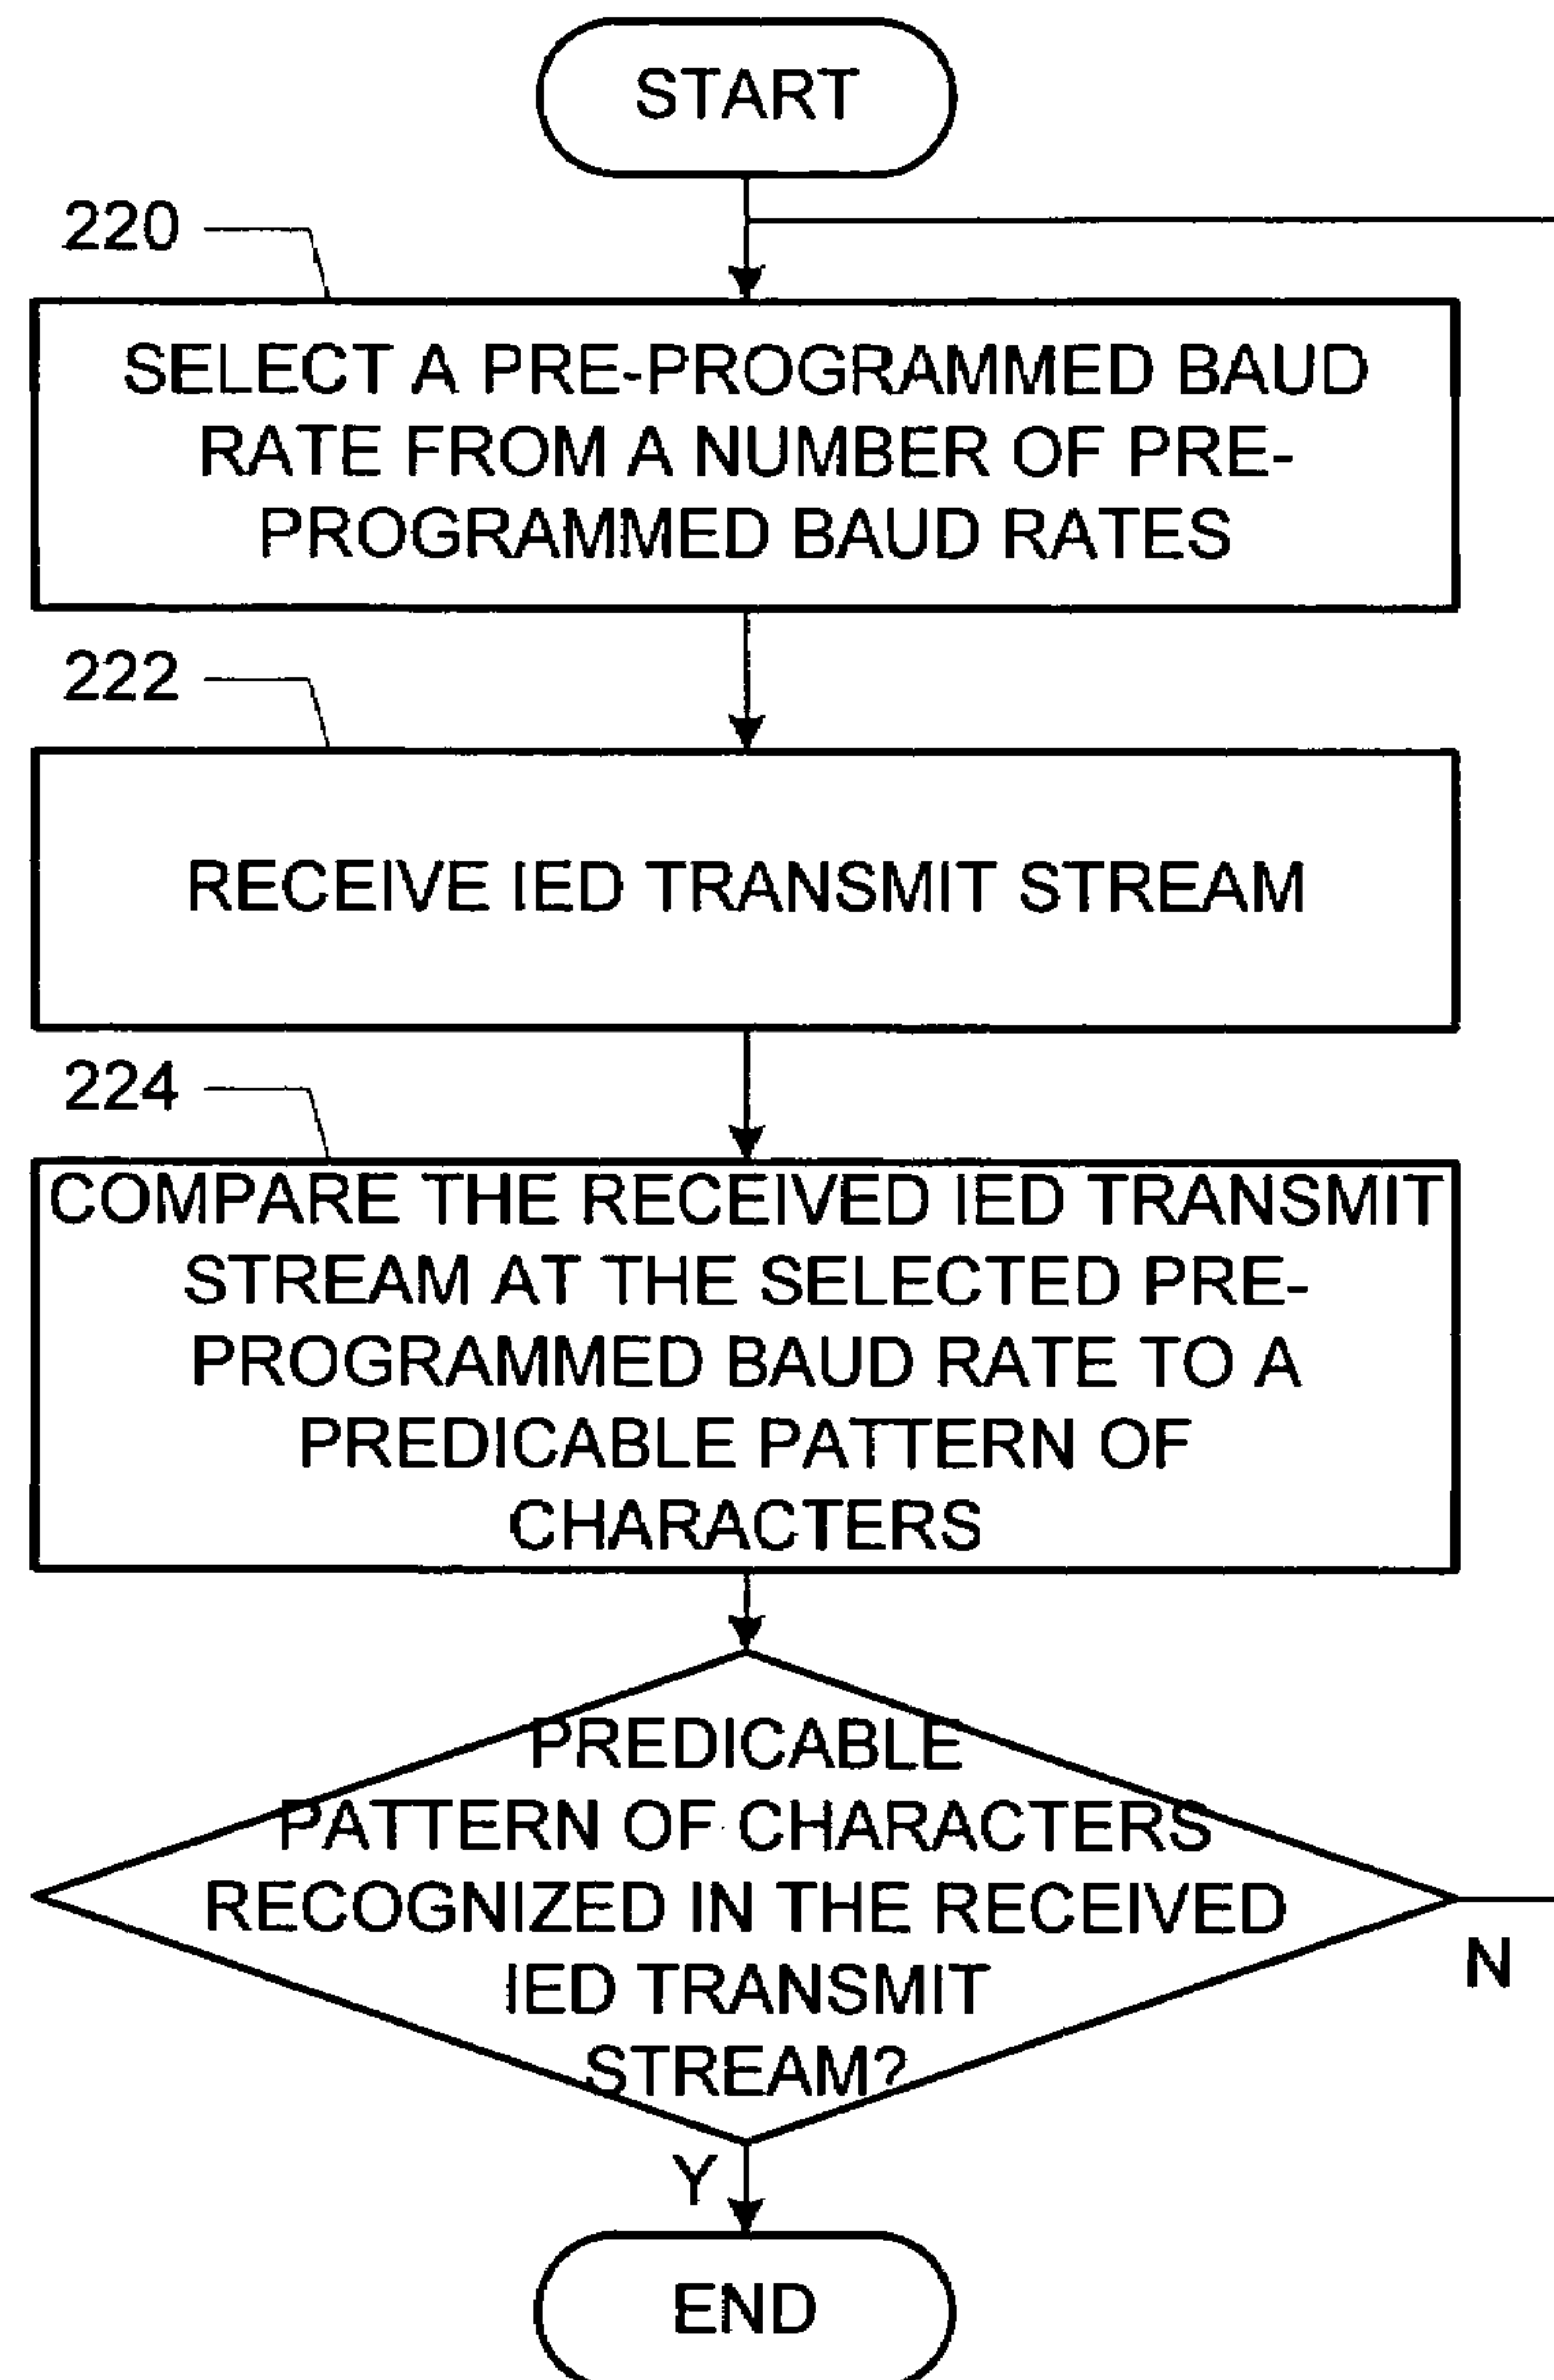 START
220
SELECT A PRE-PROGRAMMED BAUD
RATE FROM A NUMBER OF PRE-
PROGRAMMED BAUD RATES
222
RECEIVE IED TRANSMIT STREAM
224
COMPARE THE RECEIVED IED TRANSMIT
STREAM AT THE SELECTED PRE-
PROGRAMMED BAUD RATE TO A
PREDICABLE PATTERN OF
CHARACTERS
PREDICABLE
PATTERN OF CHARACTERS
RECOGNIZED IN THE RECEIVED
IED TRANSMIT
STREAM?
N
Y
END